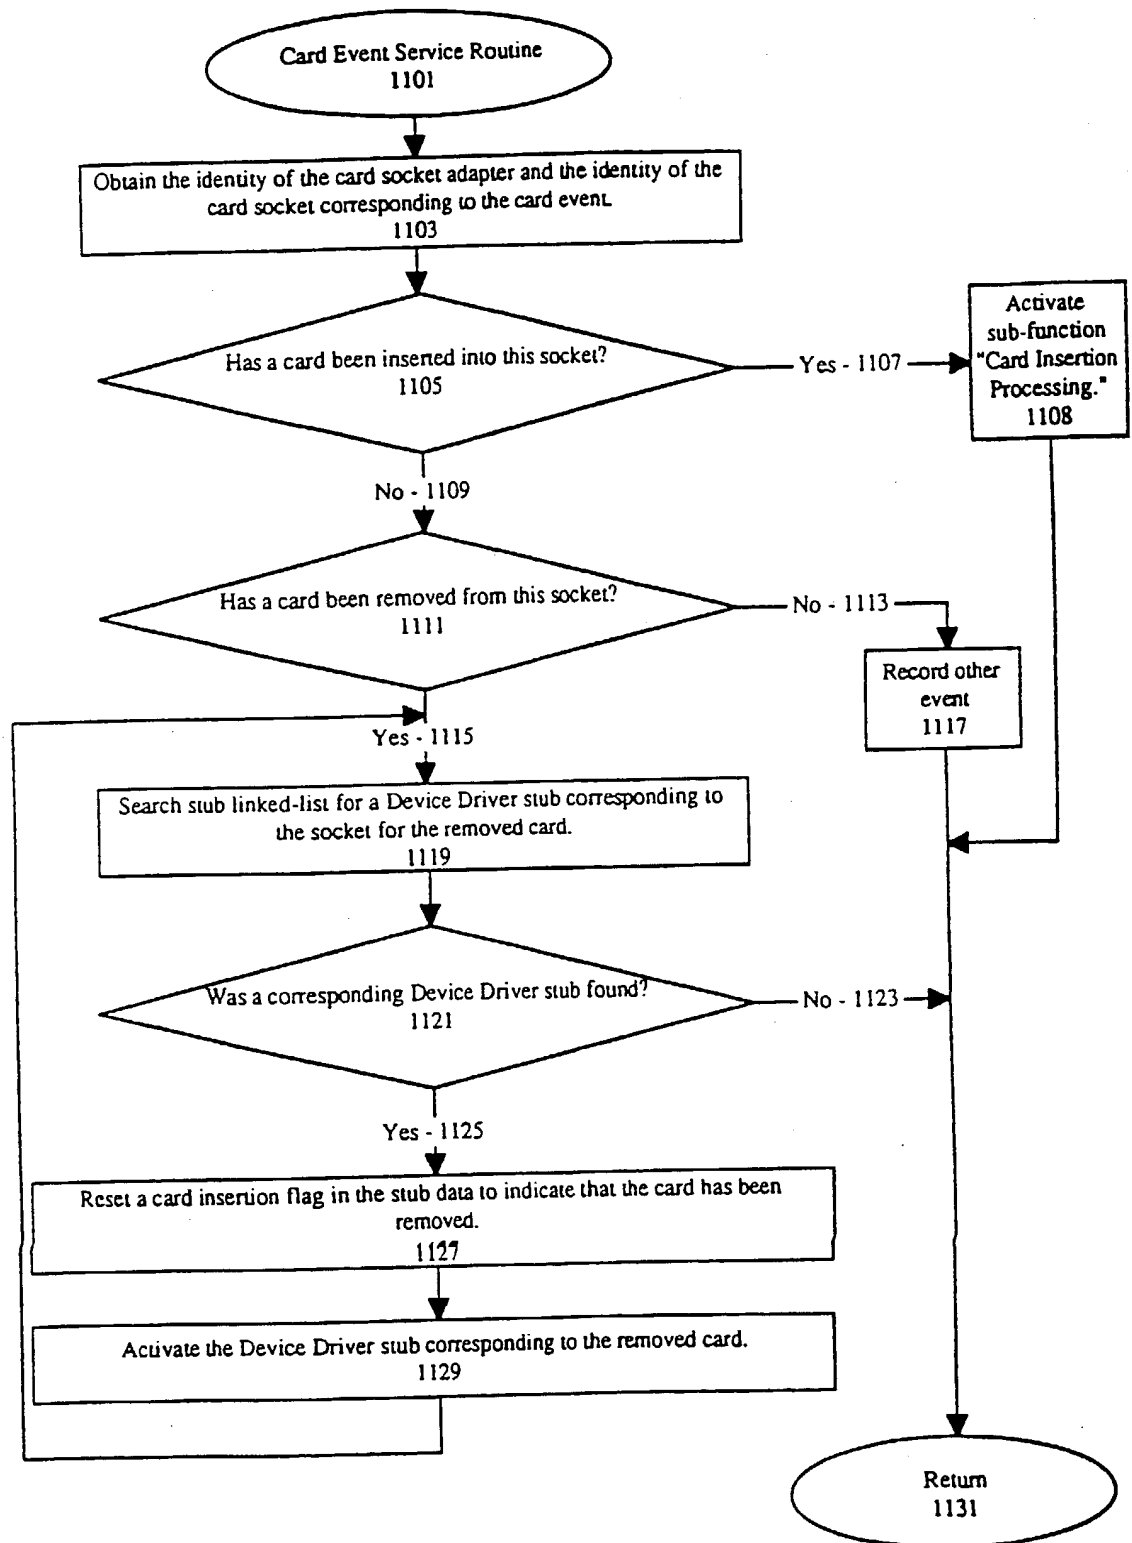 Card Event Service Routine
1101
Obtain the identity of the card socket adapter and the identity of the
card socket corresponding to the card event.
1103
Has a card been inserted into this socket?
1105
Yes - 1107
Activate
sub-function
"Card Insertion
Processing."
1108
No - 1109
Has a card been removed from this socket?
1111
No - 1113
Record other
event
1117
Yes - 1115
Search stub linked-list for a Device Driver stub corresponding to
the socket for the removed card.
1119
Was a corresponding Device Driver stub found?
1121
No - 1123
Yes - 1125
Reset a card insertion flag in the stub data to indicate that the card has been
removed.
1127
Activate the Device Driver stub corresponding to the removed card.
1129
Return
1131